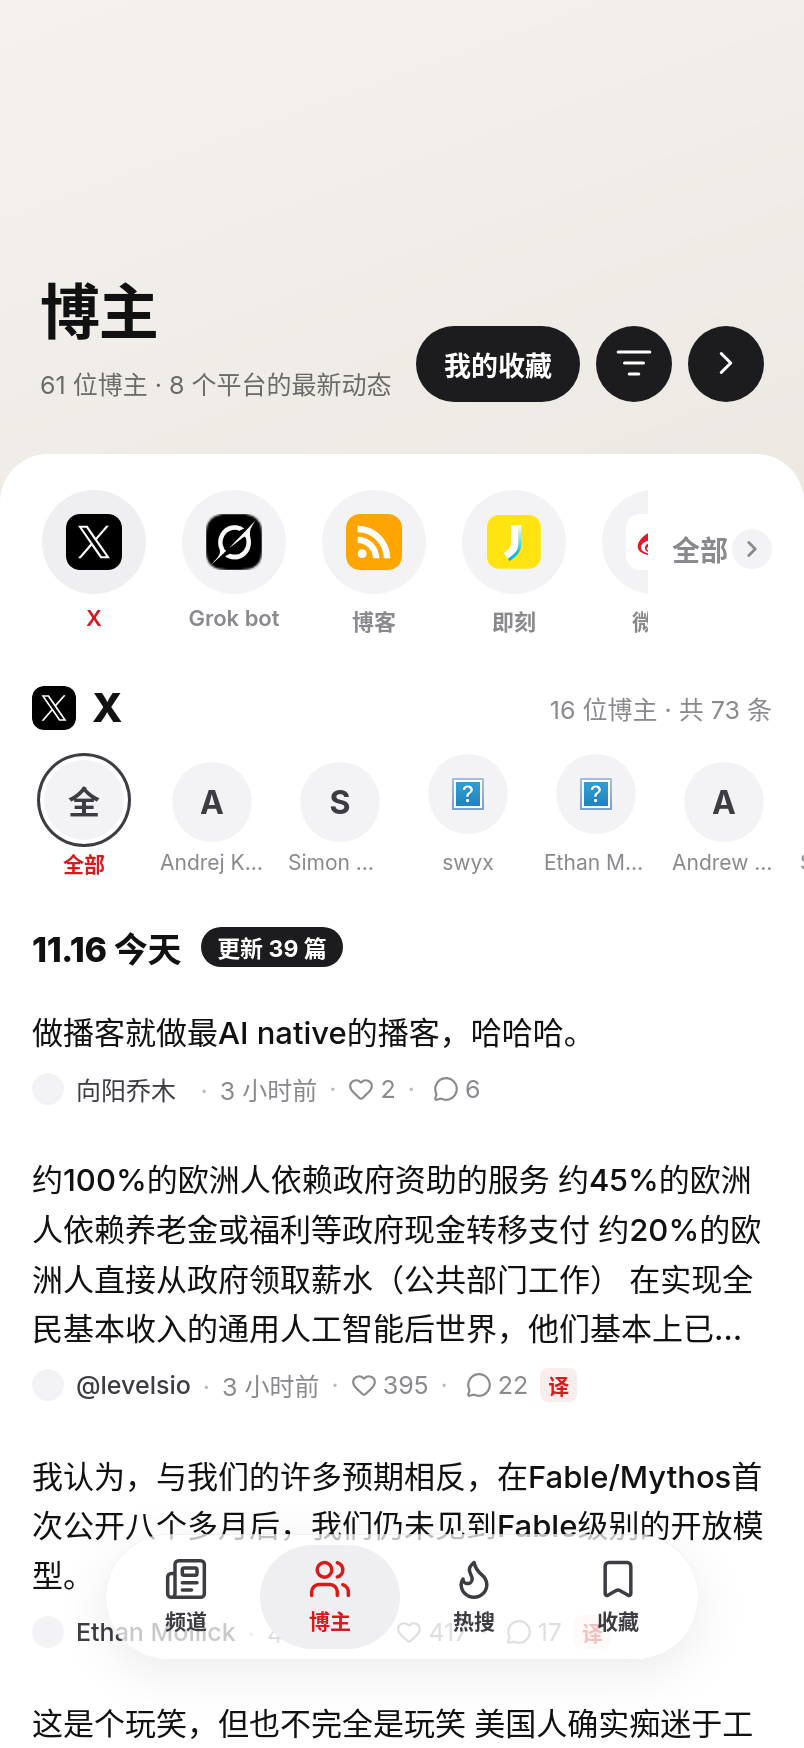 博主
61 位博主 · 8 个平台的最新动态
我的收藏
X
Grok bot
博客
即刻
微
全部
X
16 位博主 · 共 73 条
全
A
S
A
全部
Andrej K...
Simon ...
swyx
Ethan M...
Andrew ...
11.16 今天
更新 39 篇
做播客就做最AI native的播客，哈哈哈。
向阳乔木 · 3 小时前 · 2 · 6
约100%的欧洲人依赖政府资助的服务 约45%的欧洲
人依赖养老金或福利等政府现金转移支付 约20%的欧
洲人直接从政府领取薪水（公共部门工作） 在实现全
民基本收入的通用人工智能后世界，他们基本上已...
@levelsio · 3 小时前 · 395 · 22 译
我认为，与我们的许多预期相反，在Fable/Mythos首
次公开八个多月后，我们仍未见到Fable级别的开放模
型。
Ethan Mollick · 4 417 17 译
频道
博主
热搜
收藏
这是个玩笑，但也不完全是玩笑 美国人确实痴迷于工